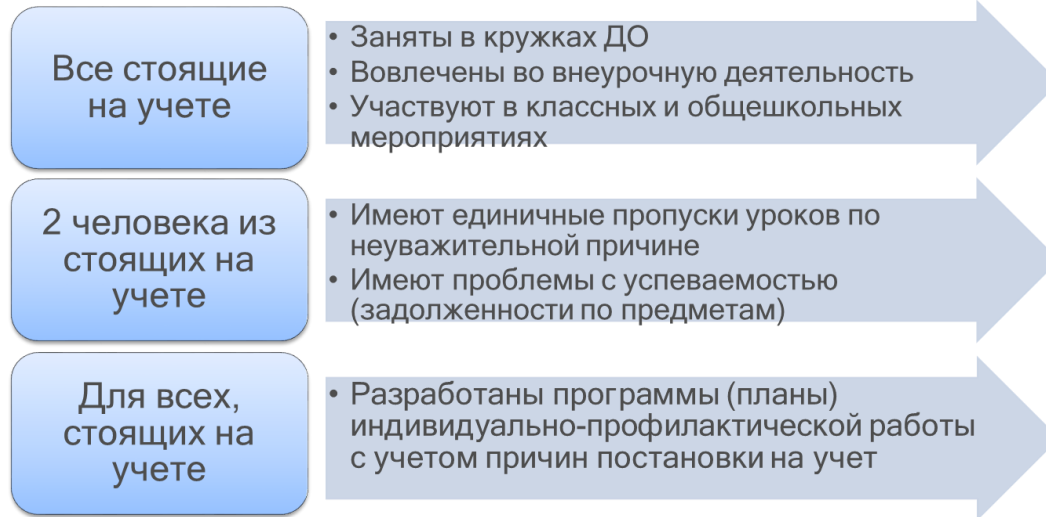 Все стоящие
на учете
• Заняты в кружках ДО
• Вовлечены во внеурочную деятельность
• Участвуют в классных и общешкольных
мероприятиях
2 человека из
стоящих на
учете
• Имеют единичные пропуски уроков по
неуважительной причине
• Имеют проблемы с успеваемостью
(задолженности по предметам)
Для всех,
стоящих на
учете
• Разработаны программы (планы)
индивидуально-профилактической работы
с учетом причин постановки на учет